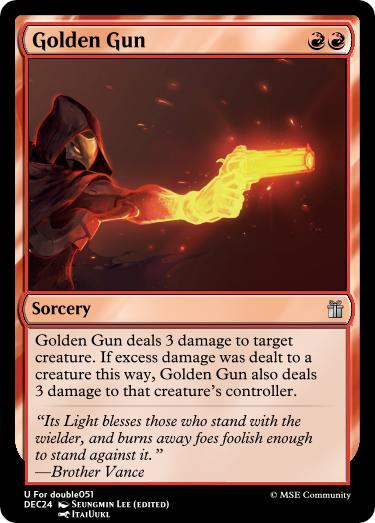 Golden Gun
Sorcery
Golden Gun deals 3 damage to target
creature. If excess damage was dealt to a
creature this way, Golden Gun also deals
3 damage to that creature's controller.
“Its Light blesses those who stand with the
wielder, and burns away foes foolish enough
to stand against it.”
—Brother Vance
U For double051
DEC24 Seungmin Lee (edited)
© MSE Community
ItaiUukl